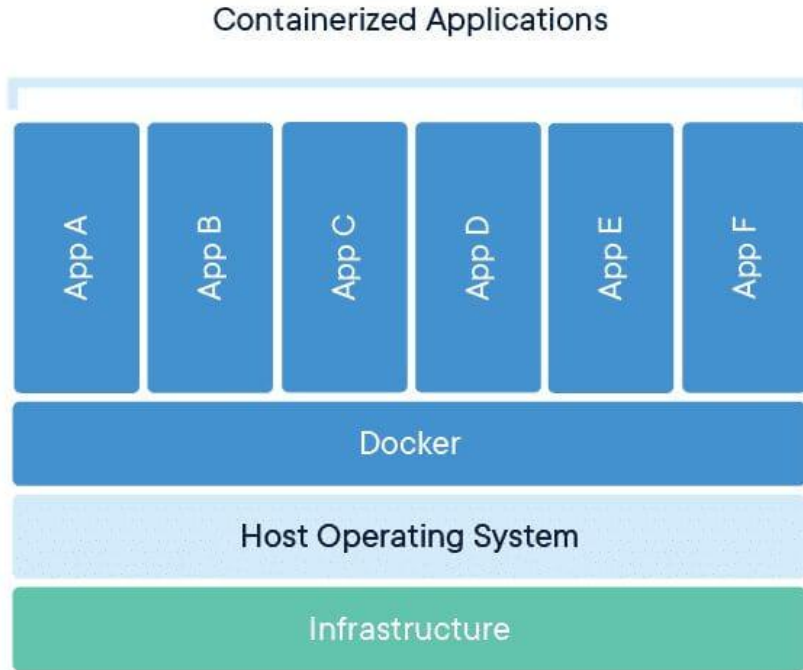 Containerized Applications
App A
App B
App C
App D
App E
App F
Docker
Host Operating System
Infrastructure